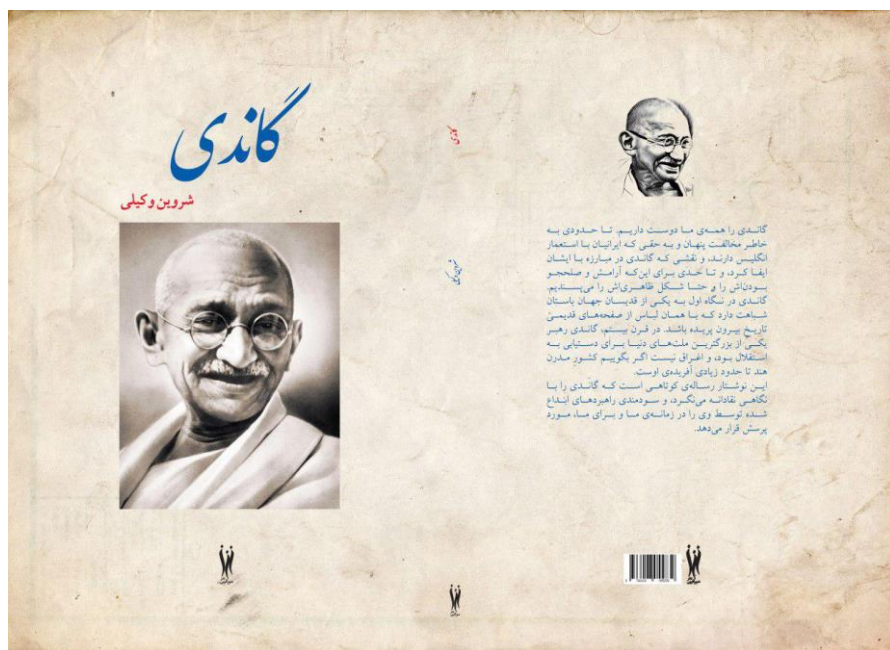 گاندی
شروین وکیلی
گاندی
گاندی را همه‌ی ما دوست داریم. تا حدودی به
خاطر مخالفت پنهان و به حقی که ایرانیان با استعمار
انگلیس دارند، و نقشی که گاندی در مبارزه با ایشان
ایفا کرد، و تا حدی برای این‌که آرامش و صلحجو
بودن‌اش را و حتا شکل ظاهری‌اش را می‌پسندیم.
گاندی در نگاه اول به یکی از قدیسان جهان باستان
شباهت دارد که با همان لباس از صفحه‌های قدیمیِ
تاریخ بیرون پریده باشند. در قرن بیستم، گاندی رهبر
یکی از بزرگترین ملت‌های دنیا برای دستیابی به
استقلال بود، و اغراق نیست اگر بگوییم کشور مدرن
هند تا حدود زیادی آفریده‌ی اوست.
این نوشتار رساله‌ی کوتاهی است که گاندی را با
نگاهی نقادانه می‌نگرد، و سودمندی راهبردهای ابداع
شده توسط وی را در زمانه‌ی ما و برای ما، مورد
پرسش قرار می‌دهد.